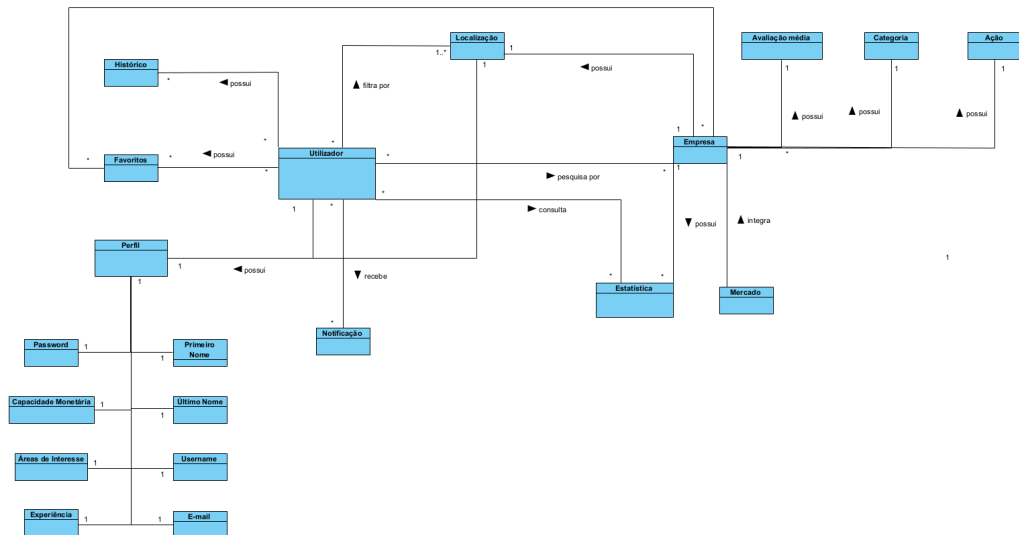 Localização
Avaliação média
Categoria
Ação
1..*
1
1
1
1
1
Histórico
*
possui
possui
filtra por
possui
possui
possui
*
*
*
1
Empresa
*
1
*
possui
Utilizador
Favoritos
*
*
*
*
*
1
pesquisa por
*
1
*
consulta
possui
integra
Perfil
1
possui
1
1
recebe
*
*
Estatística
Mercado
*
Notificação
Password
1
1
Primeiro
Nome
Capacidade Monetária
1
1
Último Nome
Áreas de Interesse
1
1
Username
Experiência
1
1
E-mail